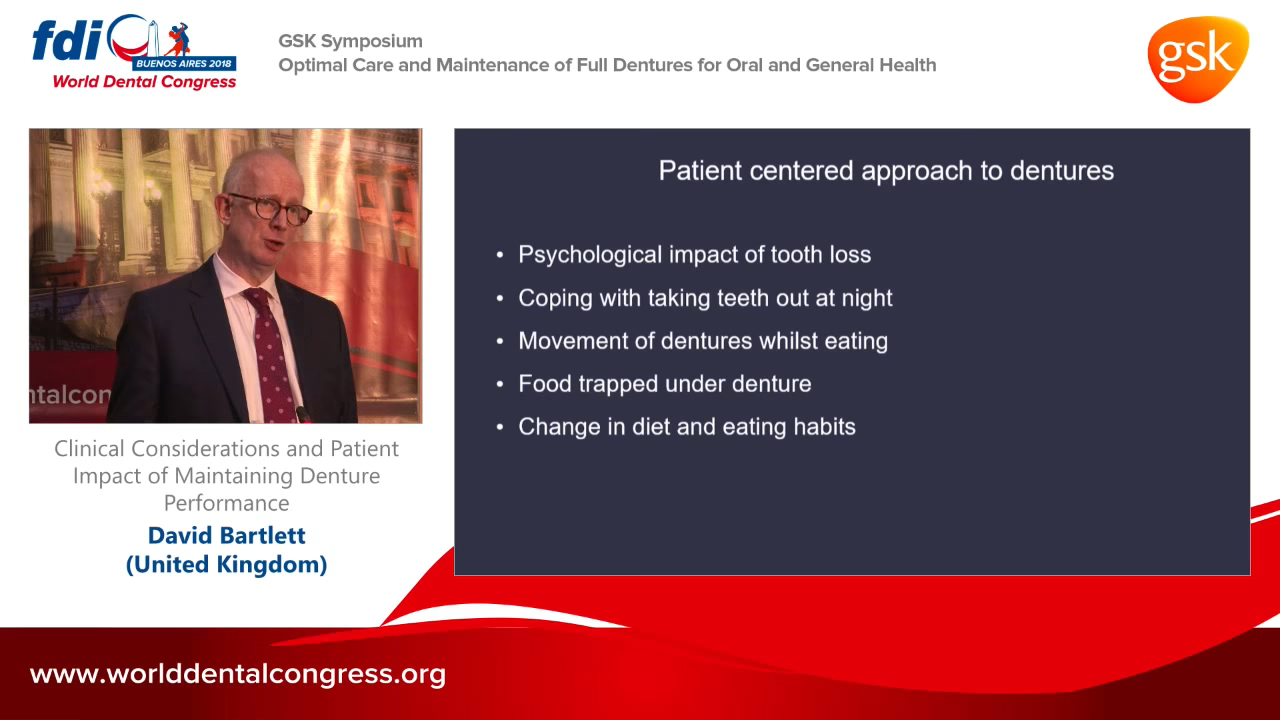 fdi
BUENOS AIRES 2018
World Dental Congress
GSK Symposium
Optimal Care and Maintenance of Full Dentures for Oral and General Health
gsk
ntalcon
Clinical Considerations and Patient
Impact of Maintaining Denture
Performance
David Bartlett
(United Kingdom)
Patient centered approach to dentures
• Psychological impact of tooth loss
• Coping with taking teeth out at night
• Movement of dentures whilst eating
• Food trapped under denture
• Change in diet and eating habits
www.worlddentalcongress.org